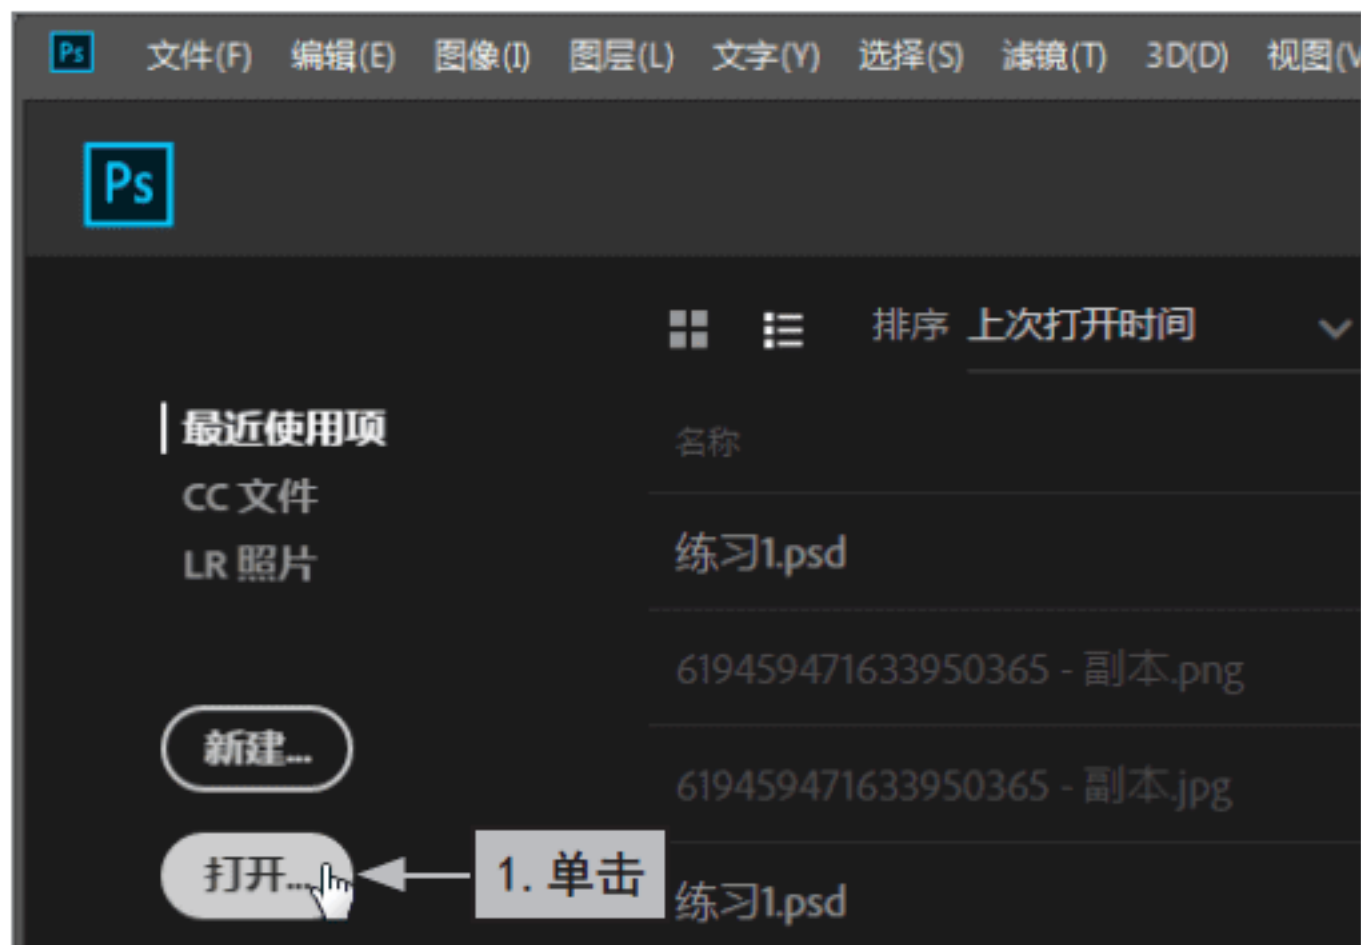 Ps 文件(F) 编辑(E) 图像(I) 图层(L) 文字(Y) 选择(S) 滤镜(T) 3D(D) 视图(V
Ps
排序 上次打开时间
最近使用项
CC 文件
LR 照片
新建...
打开...
1. 单击
名称
练习1.psd
619459471633950365 - 副本.png
619459471633950365 - 副本.jpg
练习1.psd